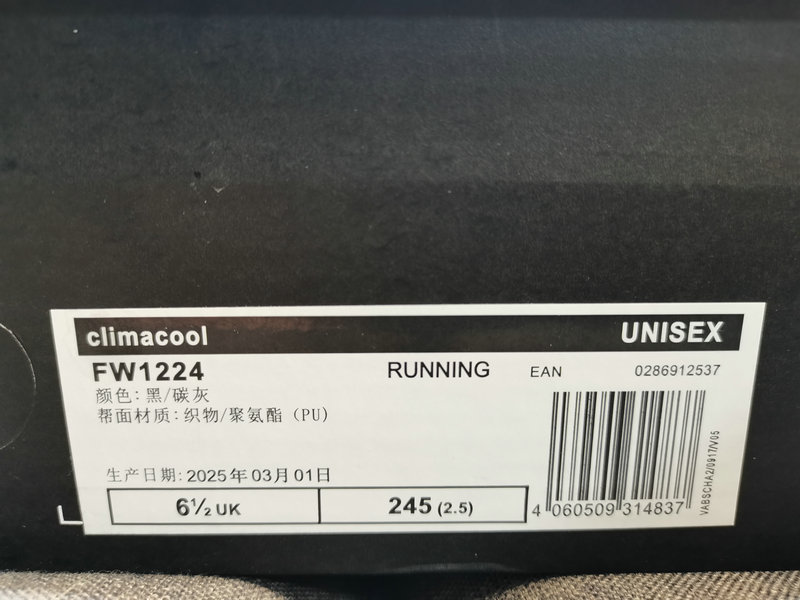 climacool UNISEX
FW1224 RUNNING EAN 0286912537
颜色:黑/碳灰
帮面材质:织物/聚氨酯 (PU)
生产日期:2025年03月01日
6½ UK 245 (2.5)
4 060509 314837
VABSCHA2/0917/V05